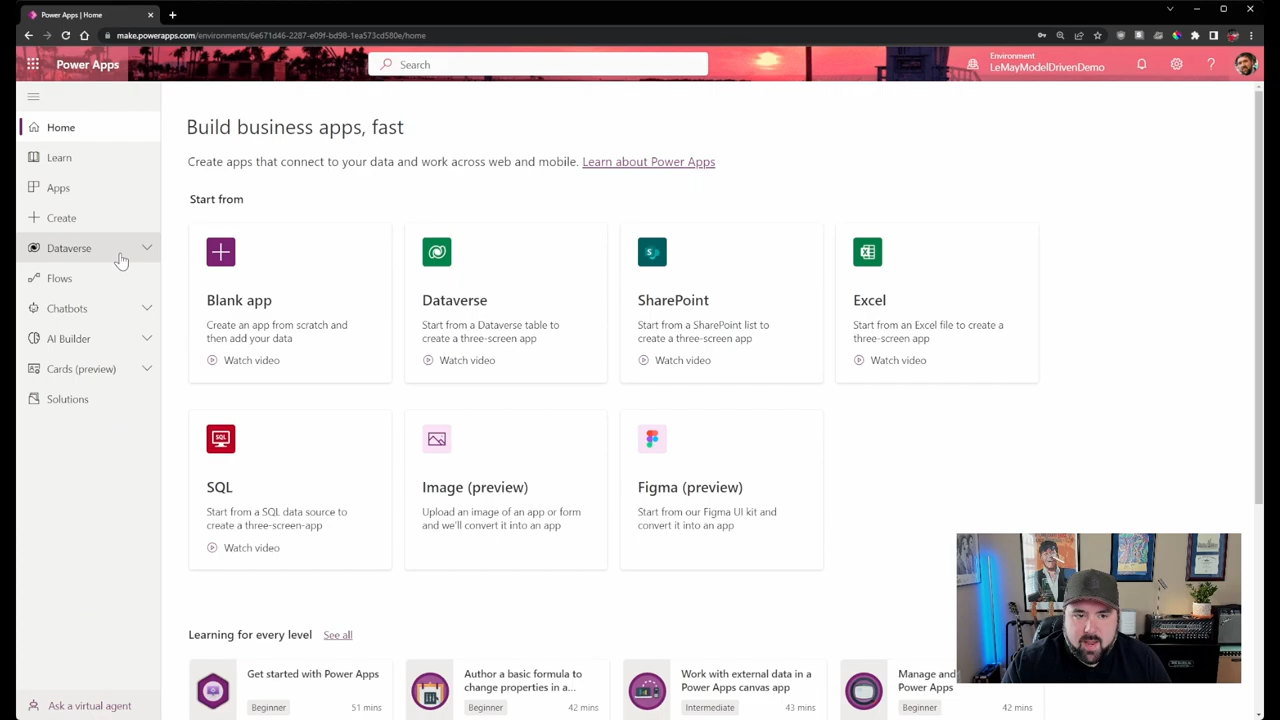 Power Apps | Home
make.powerapps.com/environments/6e671d46-2287-e09f-bd98-1ea573cd580e/home
Power Apps
Search
Environment
LeMayModelDrivenDemo
Home
Learn
Apps
Create
Dataverse
Flows
Chatbots
AI Builder
Cards (preview)
Solutions
Ask a virtual agent
Build business apps, fast
Create apps that connect to your data and work across web and mobile. Learn about Power Apps
Start from
Blank app
Create an app from scratch and
then add your data
Watch video
Dataverse
Start from a Dataverse table to
create a three-screen app
Watch video
SharePoint
Start from a SharePoint list to
create a three-screen app
Watch video
Excel
Start from an Excel file to create a
three-screen app
Watch video
SQL
SQL
Start from a SQL data source to
create a three-screen-app
Watch video
Image (preview)
Upload an image of an app or form
and we'll convert it into an app
Figma (preview)
Start from our Figma UI kit and
convert it into an app
Learning for every level See all
Get started with Power Apps
Beginner
51 mins
Author a basic formula to
change properties in a...
Beginner
42 mins
Work with external data in a
Power Apps canvas app
Intermediate
43 mins
Manage and
Power Apps
Beginner
42 mins